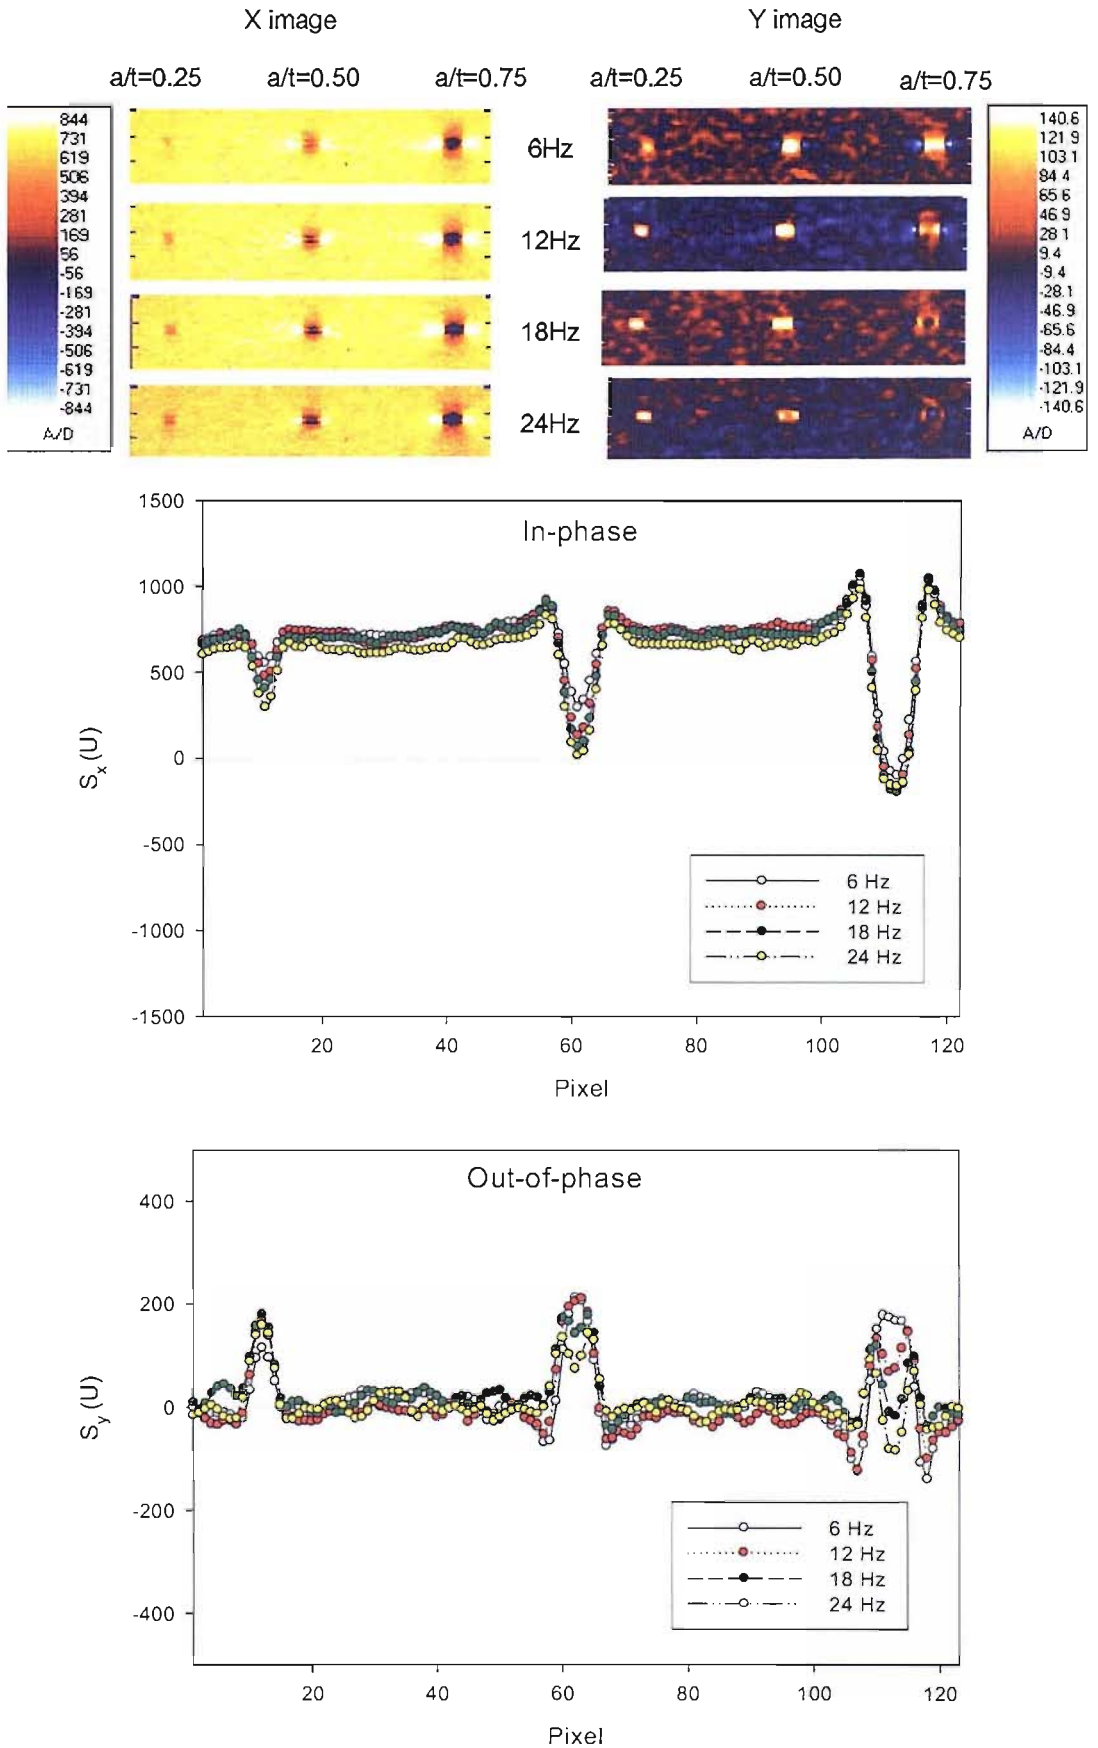 X image Y image
a/t=0.25 a/t=0.50 a/t=0.75 a/t=0.25 a/t=0.50 a/t=0.75
844
731
619
506
394
281
169
56
-56
-169
-281
-394
-506
-619
-731
-844
A/D
6Hz
12Hz
18Hz
24Hz
140.6
121.9
103.1
84.4
65.6
46.9
28.1
9.4
-9.4
-28.1
-46.9
-65.6
-84.4
-103.1
-121.9
-140.6
A/D
In-phase
1500
1000
500
0
-500
-1000
-1500
Sx (U)
6 Hz
12 Hz
18 Hz
24 Hz
20 40 60 80 100 120
Pixel
Out-of-phase
400
200
0
-200
-400
Sy (U)
6 Hz
12 Hz
18 Hz
24 Hz
20 40 60 80 100 120
Pixel